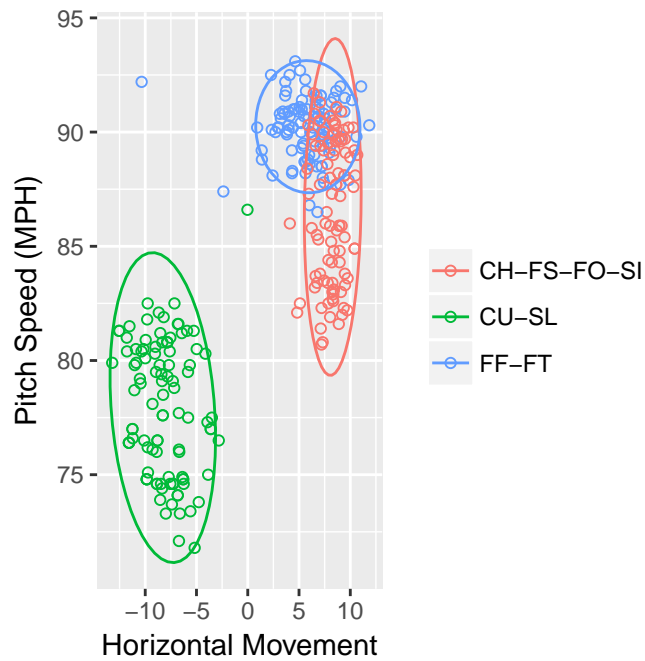 95
90
85
80
75
−10 −5 0 5 10
Horizontal Movement
Pitch Speed (MPH)
CH−FS−FO−SI
CU−SL
FF−FT